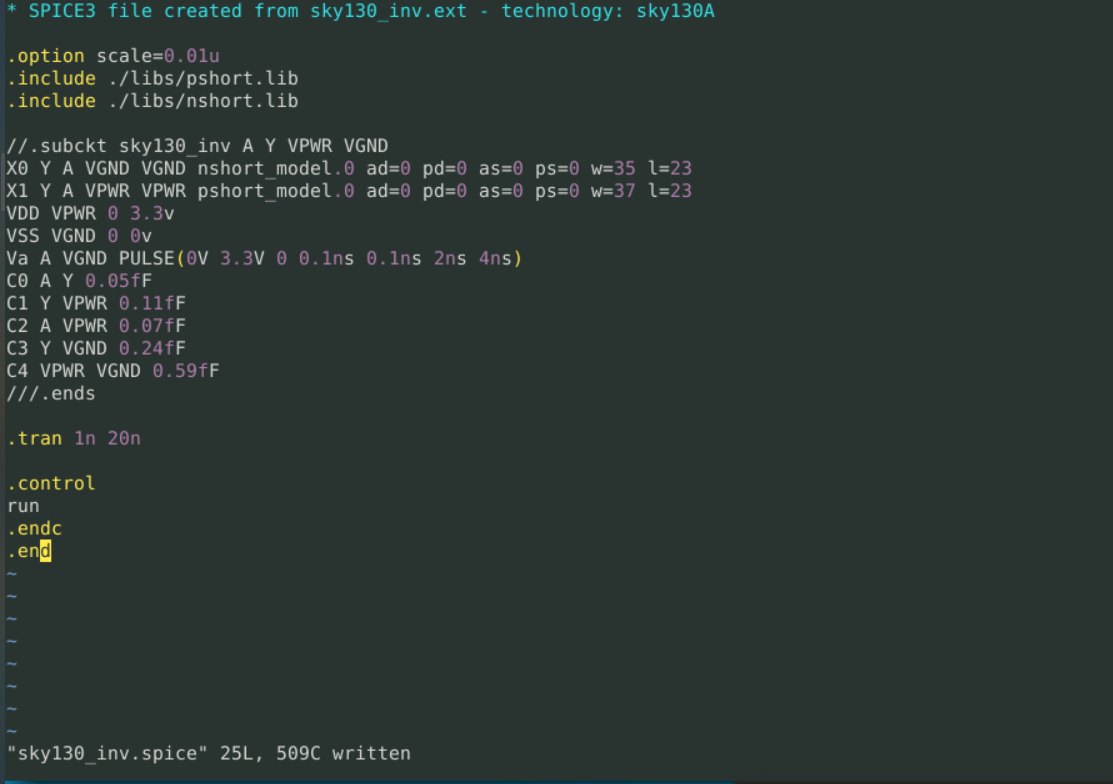 * SPICE3 file created from sky130_inv.ext - technology: sky130A
.option scale=0.01u
.include ./libs/pshort.lib
.include ./libs/nshort.lib
//.subckt sky130_inv A Y VPWR VGND
X0 Y A VGND VGND nshort_model.0 ad=0 pd=0 as=0 ps=0 w=35 l=23
X1 Y A VPWR VPWR pshort_model.0 ad=0 pd=0 as=0 ps=0 w=37 l=23
VDD VPWR 0 3.3v
VSS VGND 0 0v
Va A VGND PULSE(0V 3.3V 0 0.1ns 0.1ns 2ns 4ns)
C0 A Y 0.05fF
C1 Y VPWR 0.11fF
C2 A VPWR 0.07fF
C3 Y VGND 0.24fF
C4 VPWR VGND 0.59fF
///.ends
.tran 1n 20n
.control
run
.endc
.end
~
~
~
~
~
~
~
~
"sky130_inv.spice" 25L, 509C written